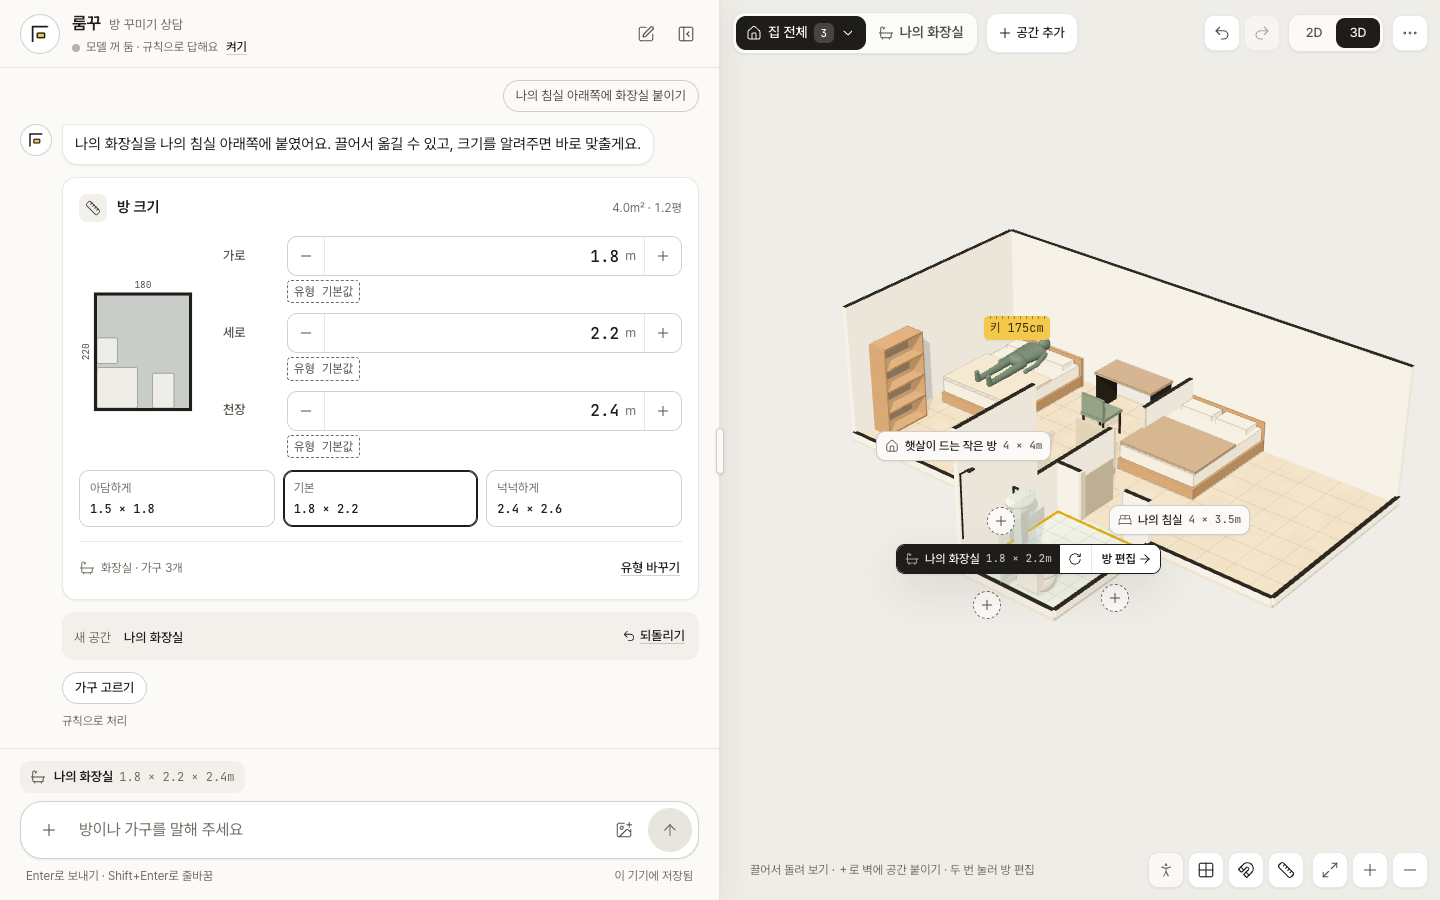 룸꾸 방 꾸미기 상담
모델 꺼 둠 · 규칙으로 답해요 켜기
나의 침실 아래쪽에 화장실 붙이기
나의 화장실을 나의 침실 아래쪽에 붙였어요. 끌어서 옮길 수 있고, 크기를 알려주면 바로 맞출게요.
방 크기
4.0m² · 1.2평
180
220
가로
1.8 m
유형 기본값
세로
2.2 m
유형 기본값
천장
2.4 m
유형 기본값
아담하게
1.5 × 1.8
기본
1.8 × 2.2
넉넉하게
2.4 × 2.6
화장실 · 가구 3개
유형 바꾸기
새 공간 나의 화장실
되돌리기
가구 고르기
규칙으로 처리
나의 화장실 1.8 × 2.2 × 2.4m
방이나 가구를 말해 주세요
Enter로 보내기 · Shift+Enter로 줄바꿈
이 기기에 저장됨
집 전체 3
나의 화장실
공간 추가
2D
3D
키 175cm
햇살이 드는 작은 방 4 × 4m
나의 침실 4 × 3.5m
나의 화장실 1.8 × 2.2m
방 편집
끌어서 돌려 보기 · +로 벽에 공간 붙이기 · 두 번 눌러 방 편집